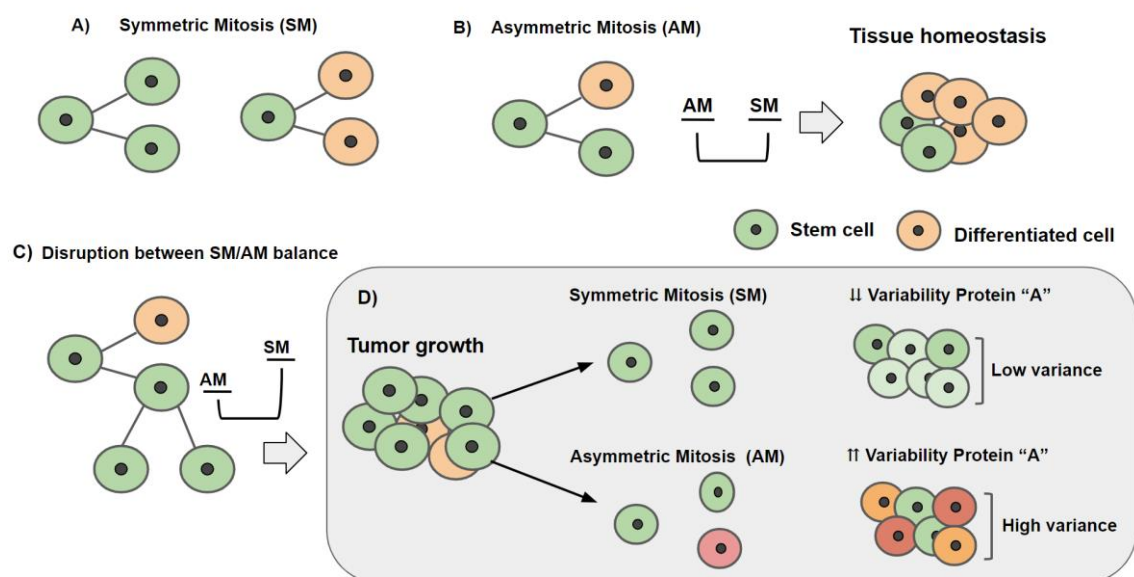 A) Symmetric Mitosis (SM)
B) Asymmetric Mitosis (AM)
Tissue homeostasis
AM SM
Stem cell
Differentiated cell
C) Disruption between SM/AM balance
SM
AM
D)
Tumor growth
Symmetric Mitosis (SM)
⇊ Variability Protein “A”
Low variance
Asymmetric Mitosis (AM)
⇈ Variability Protein “A”
High variance